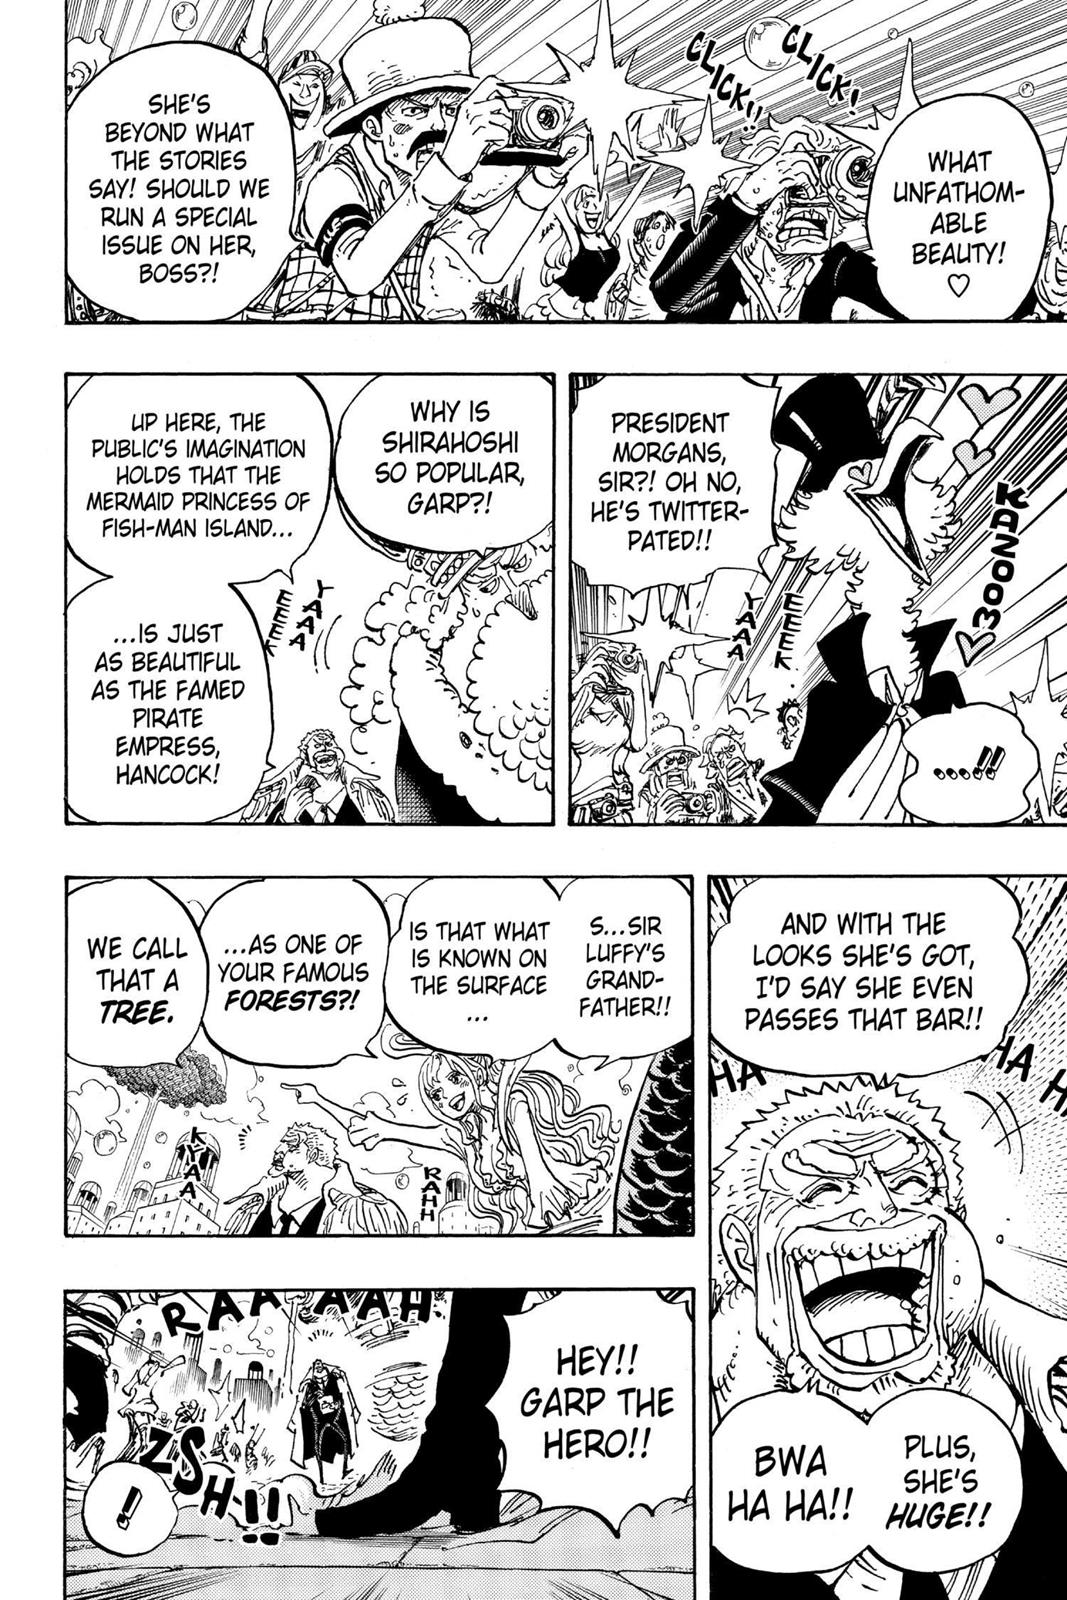 CLICK!
CLICK!!
WHAT
UNFATHOM-
ABLE
BEAUTY!
♡
SHE'S
BEYOND WHAT
THE STORIES
SAY! SHOULD WE
RUN A SPECIAL
ISSUE ON HER,
BOSS?!
PRESIDENT
MORGANS,
SIR?! OH NO,
HE'S TWITTER-
PATED!!
KAZOOM
EEEK
YAAA
...!!
WHY IS
SHIRAHOSHI
SO POPULAR,
GARP?!
UP HERE, THE
PUBLIC'S IMAGINATION
HOLDS THAT THE
MERMAID PRINCESS OF
FISH-MAN ISLAND...
YAAA
EEEK
...IS JUST
AS BEAUTIFUL
AS THE FAMED
PIRATE
EMPRESS,
HANCOCK!
AND WITH THE
LOOKS SHE'S GOT,
I'D SAY SHE EVEN
PASSES THAT BAR!!
HA
HA HA
PLUS,
SHE'S
HUGE!!
BWA
HA HA!!
S...SIR
LUFFY'S
GRAND-
FATHER!!
IS THAT WHAT
IS KNOWN ON
THE SURFACE
...
...AS ONE OF
YOUR FAMOUS
FORESTS?!
WE CALL
THAT A
TREE.
KYAA
RAHH
RAAAAAH
HEY!!
GARP THE
HERO!!
ZSH-!!
!